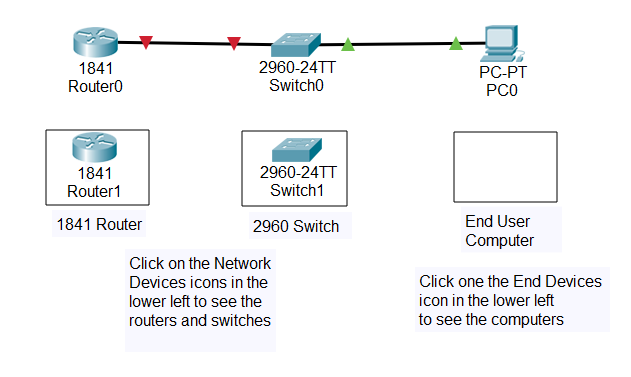 1841
Router0
2960-24TT
Switch0
PC-PT
PC0
1841
Router1
2960-24TT
Switch1
1841 Router
2960 Switch
End User
Computer
Click on the Network
Devices icons in the
lower left to see the
routers and switches
Click one the End Devices
icon in the lower left
to see the computers